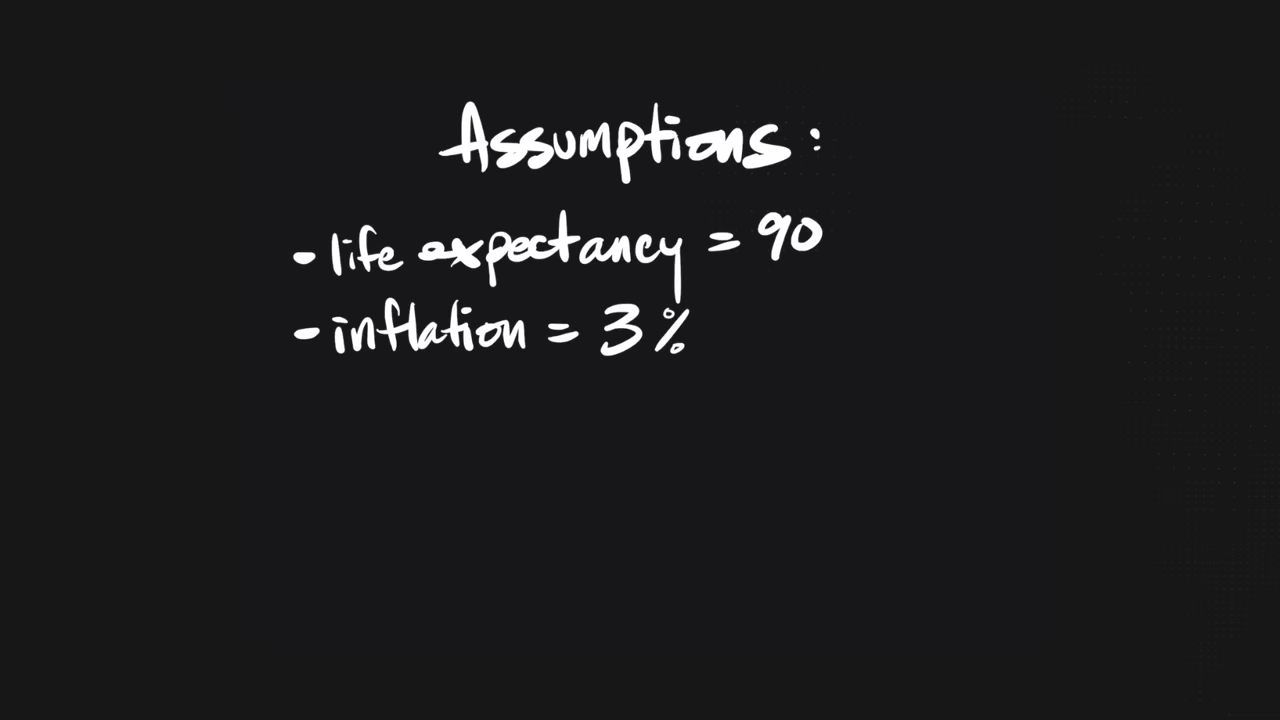 Assumptions:
- life expectancy = 90
- inflation = 3%